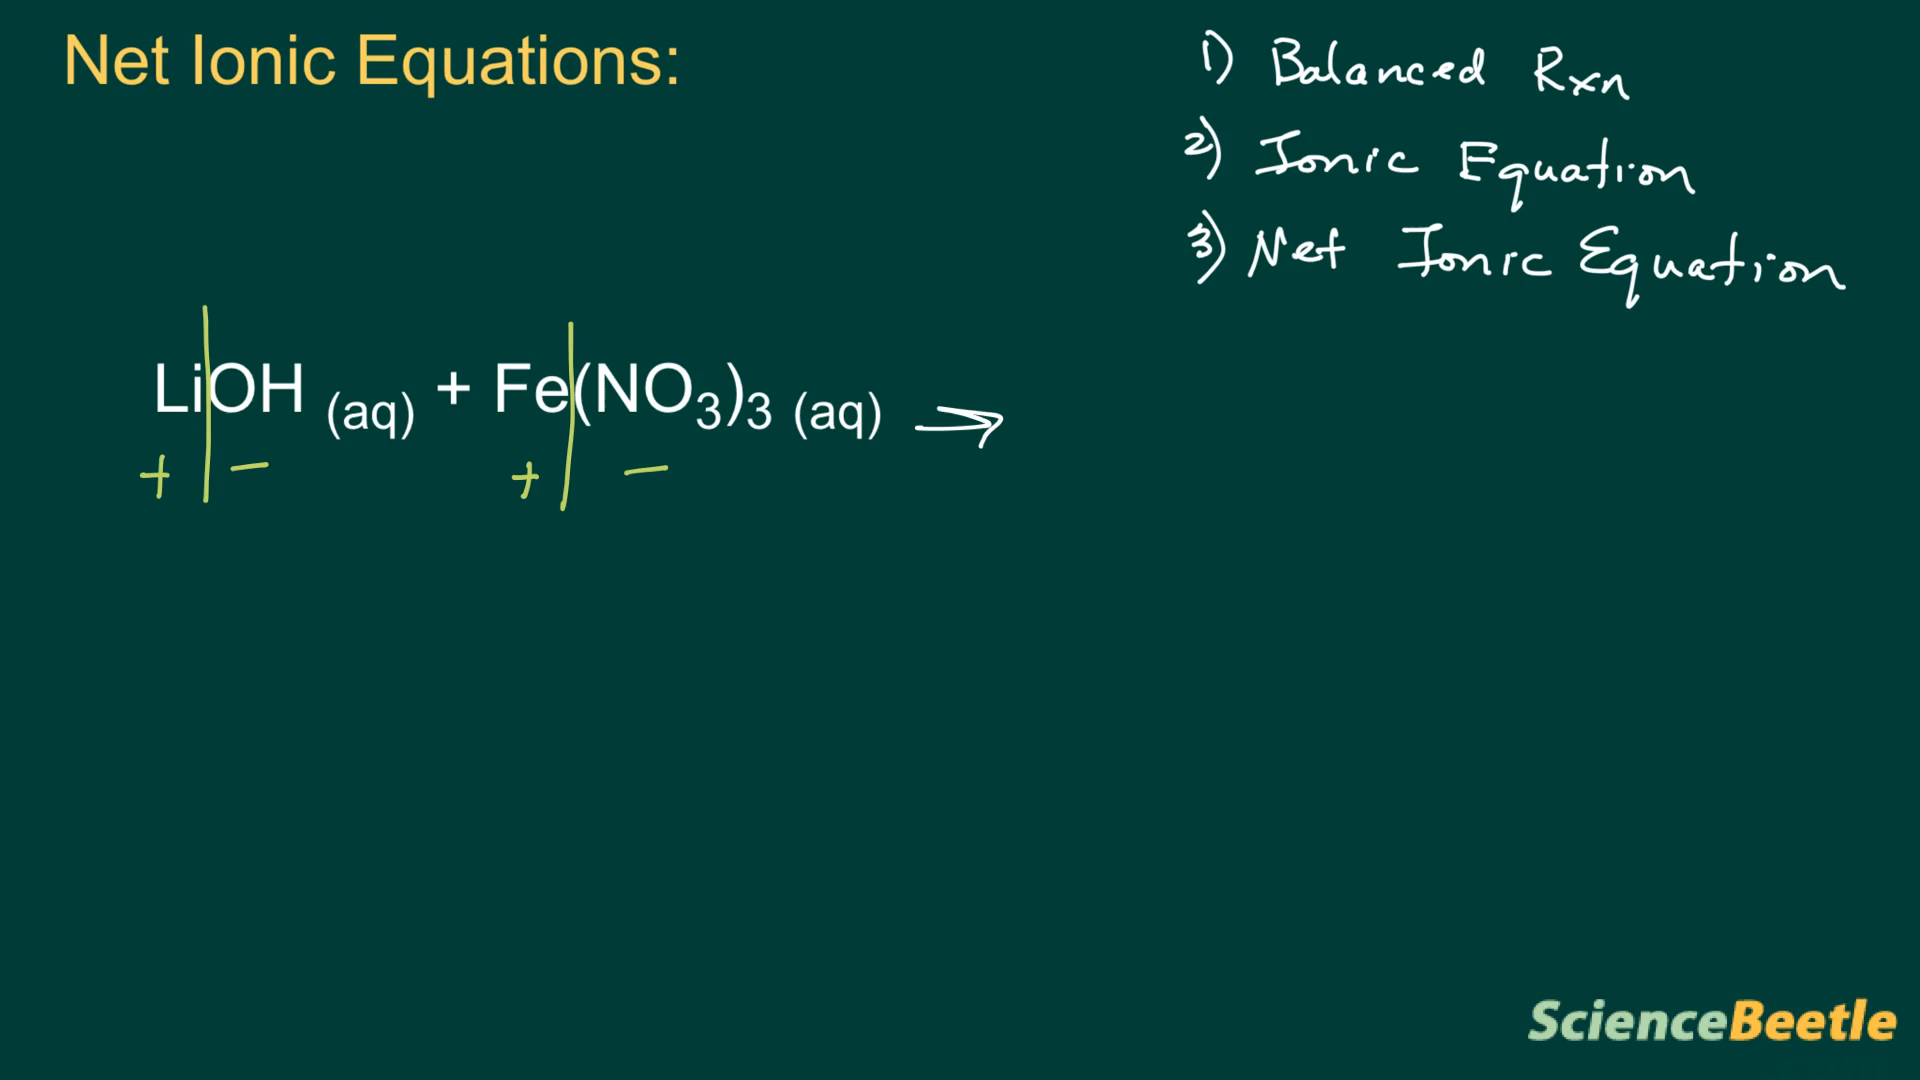 Net Ionic Equations:
1) Balanced Rxn
2) Ionic Equation
3) Net Ionic Equation
LiOH (aq) + Fe(NO3)3 (aq) →
+ − + −
ScienceBeetle